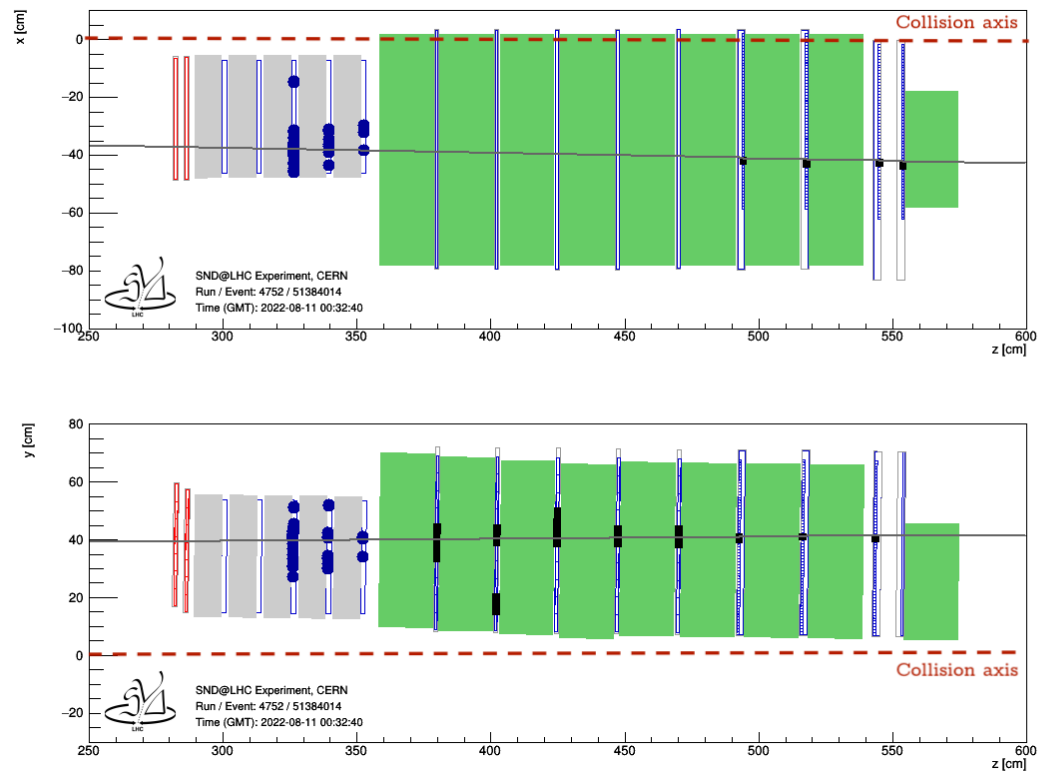 x [cm]
Collision axis
0
−20
−40
−60
−80
−100
SND@LHC Experiment, CERN
Run / Event: 4752 / 51384014
Time (GMT): 2022-08-11 00:32:40
LHC
250 300 350 400 450 500 550 600
z [cm]
y [cm]
80
60
40
20
0
−20
Collision axis
SND@LHC Experiment, CERN
Run / Event: 4752 / 51384014
Time (GMT): 2022-08-11 00:32:40
LHC
250 300 350 400 450 500 550 600
z [cm]